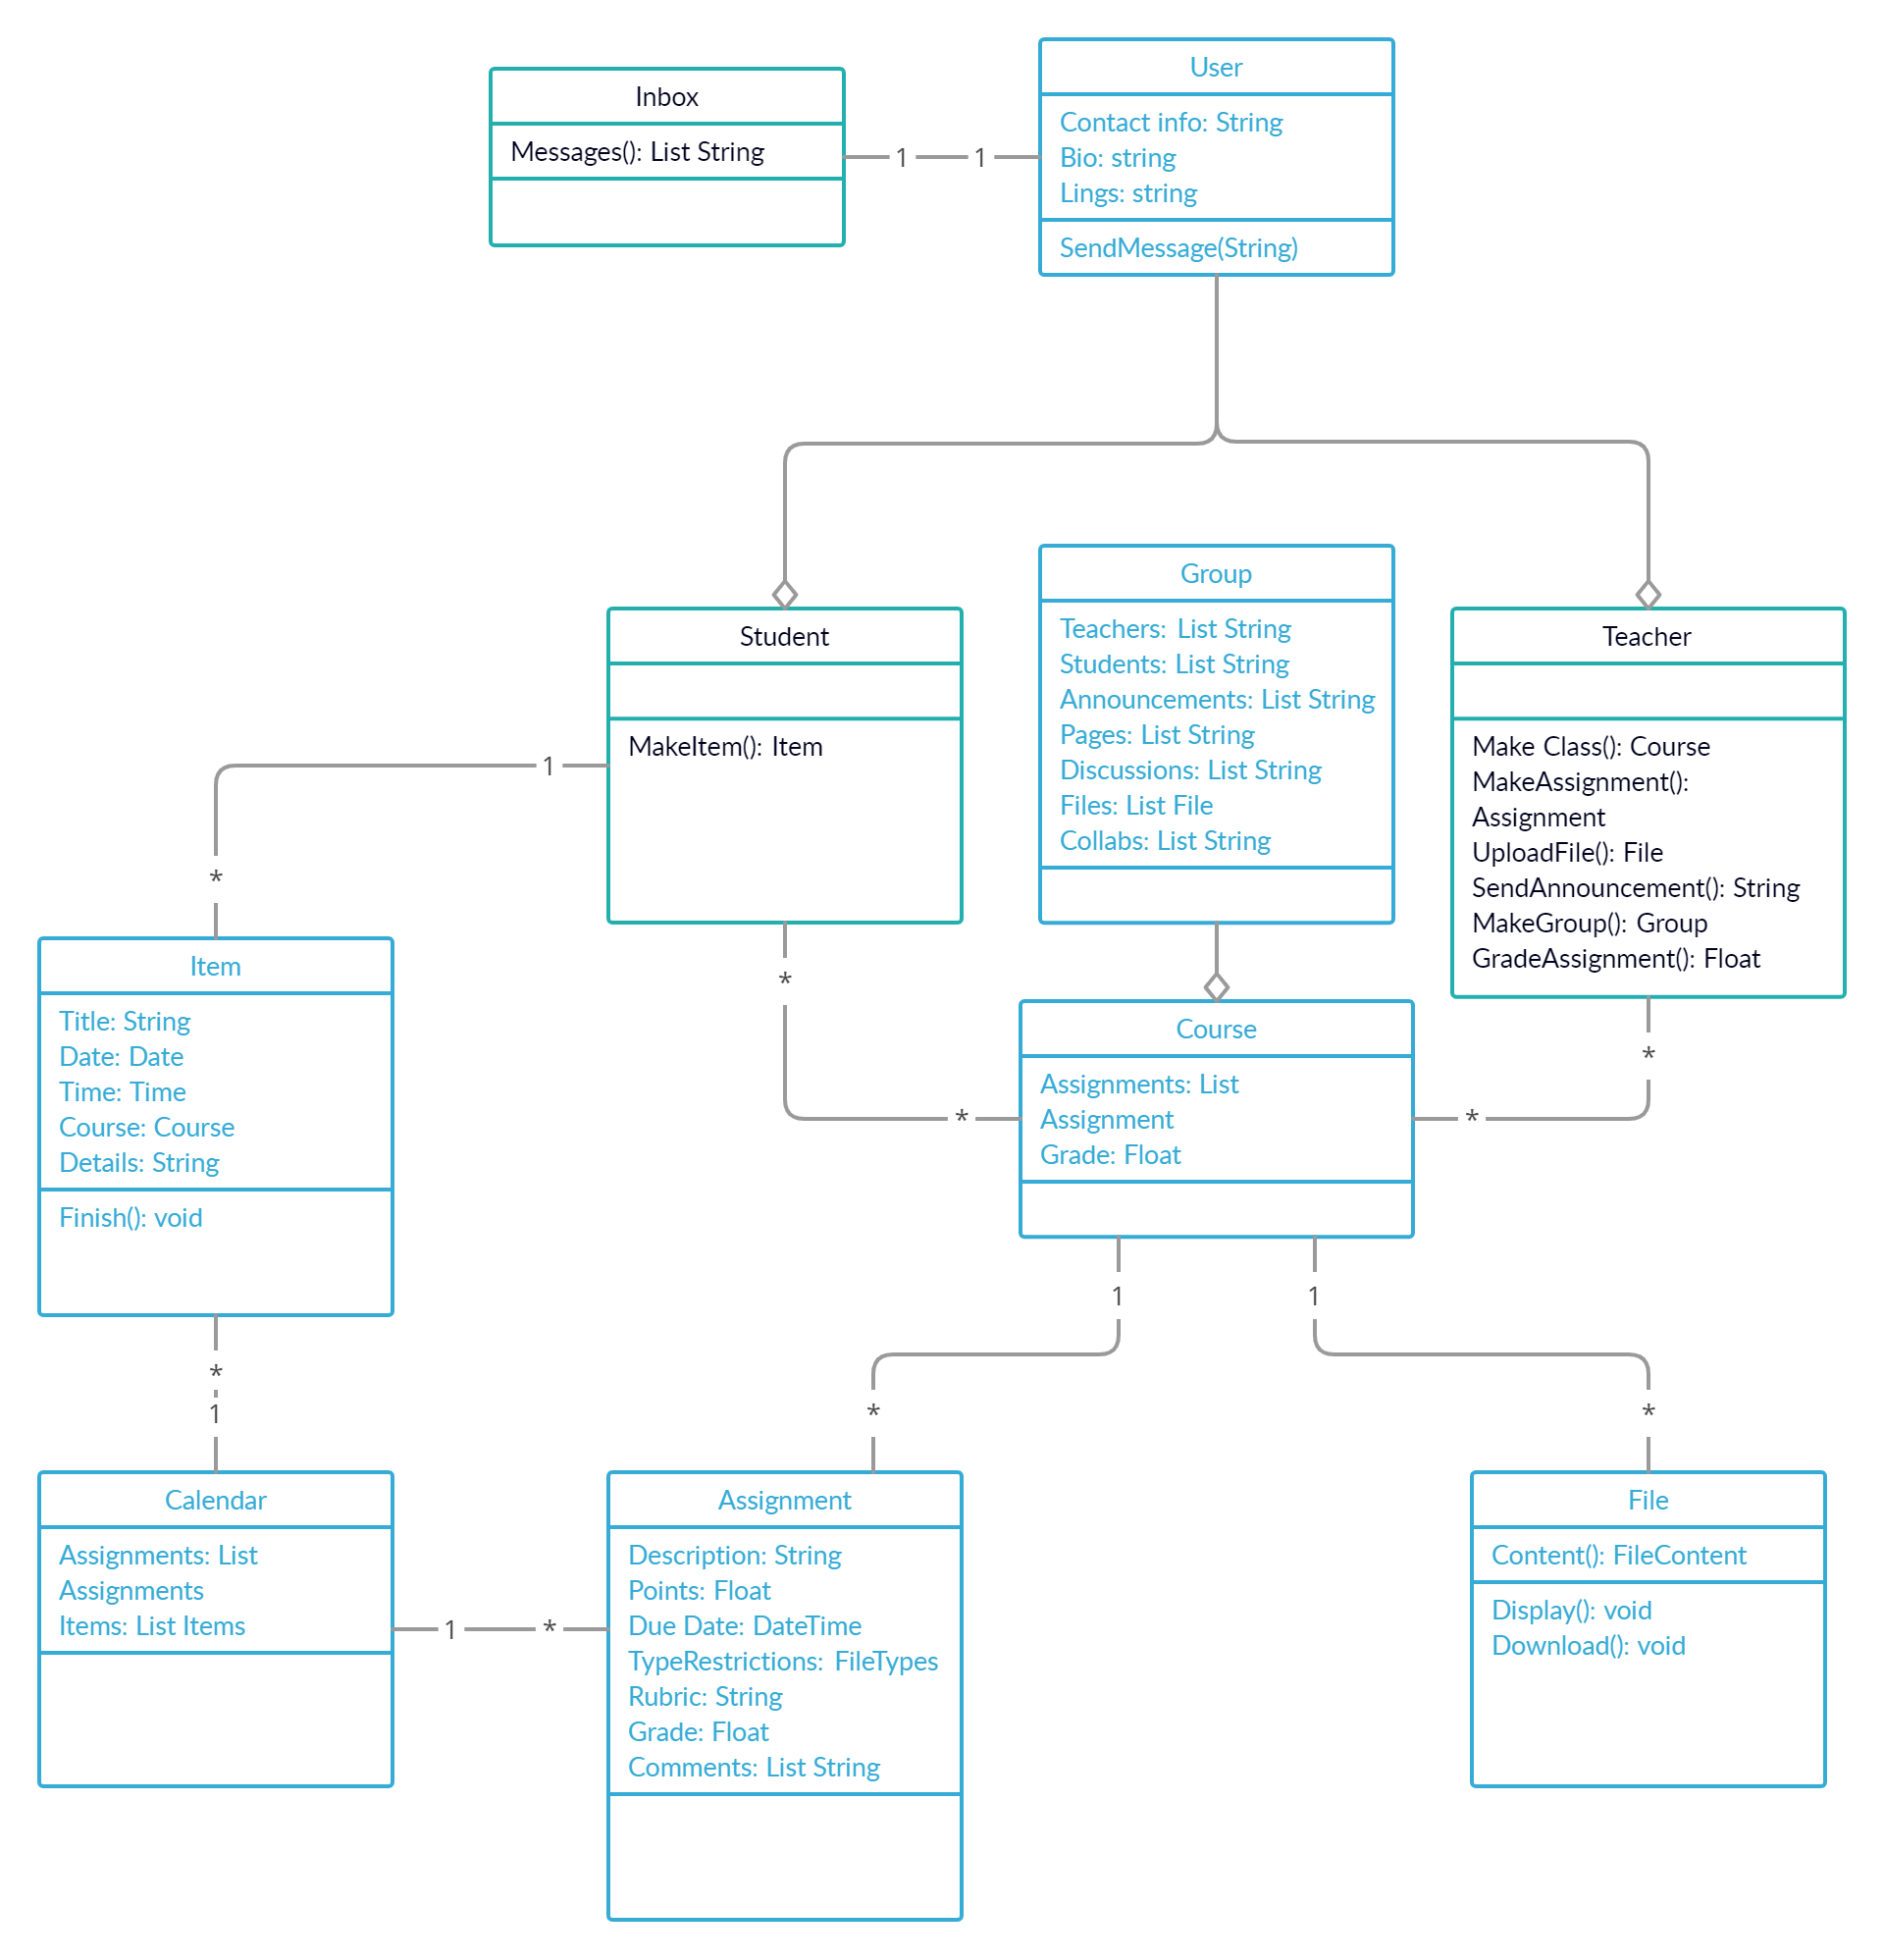 Inbox
Messages(): List String
1
1
User
Contact info: String
Bio: string
Lings: string
SendMessage(String)
Student
MakeItem(): Item
Group
Teachers: List String
Students: List String
Announcements: List String
Pages: List String
Discussions: List String
Files: List File
Collabs: List String
Teacher
Make Class(): Course
MakeAssignment():
Assignment
UploadFile(): File
SendAnnouncement(): String
MakeGroup(): Group
GradeAssignment(): Float
1
*
*
*
*
*
Item
Title: String
Date: Date
Time: Time
Course: Course
Details: String
Finish(): void
Course
Assignments: List
Assignment
Grade: Float
1
1
*
1
*
*
Calendar
Assignments: List
Assignments
Items: List Items
1
*
Assignment
Description: String
Points: Float
Due Date: DateTime
TypeRestrictions: FileTypes
Rubric: String
Grade: Float
Comments: List String
File
Content(): FileContent
Display(): void
Download(): void